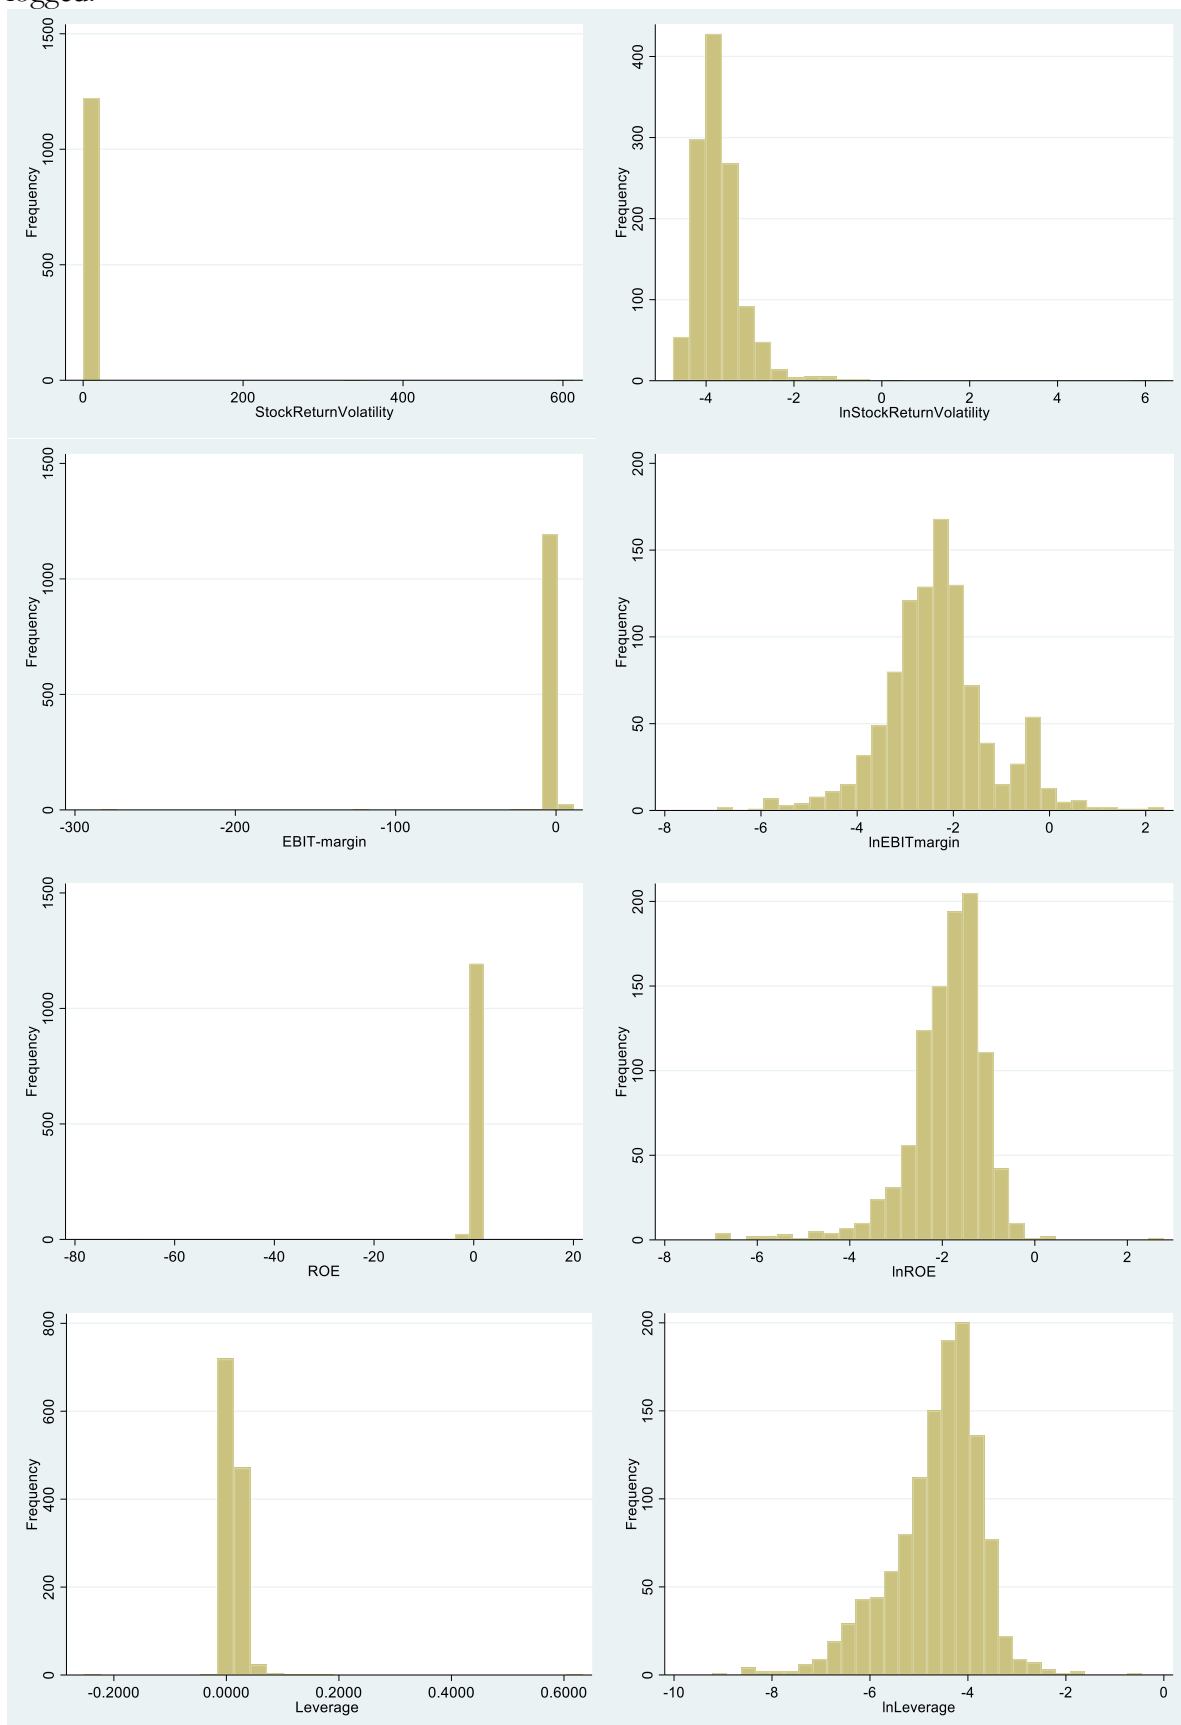 logged.
1500
1000
500
0
Frequency
0 200 400 600
StockReturnVolatility
400
300
200
100
0
Frequency
-4 -2 0 2 4 6
lnStockReturnVolatility
1500
1000
500
0
Frequency
-300 -200 -100 0
EBIT-margin
200
150
100
50
0
Frequency
-8 -6 -4 -2 0 2
lnEBITmargin
1500
1000
500
0
Frequency
-80 -60 -40 -20 0 20
ROE
200
150
100
50
0
Frequency
-8 -6 -4 -2 0 2
lnROE
800
600
400
200
0
Frequency
-0.2000 0.0000 0.2000 0.4000 0.6000
Leverage
200
150
100
50
0
Frequency
-10 -8 -6 -4 -2 0
lnLeverage